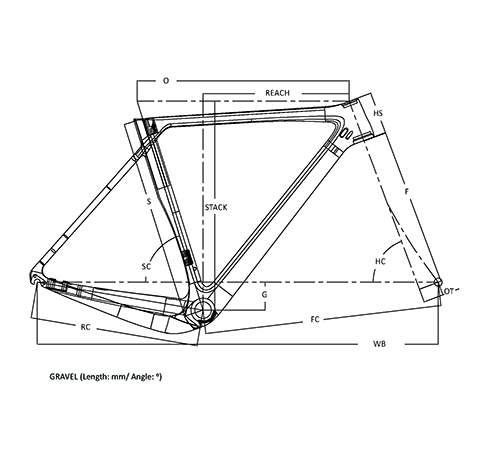 O
REACH
HS
S
STACK
F
SC
HC
G
OT
RC
FC
WB
GRAVEL (Length: mm/ Angle: º)